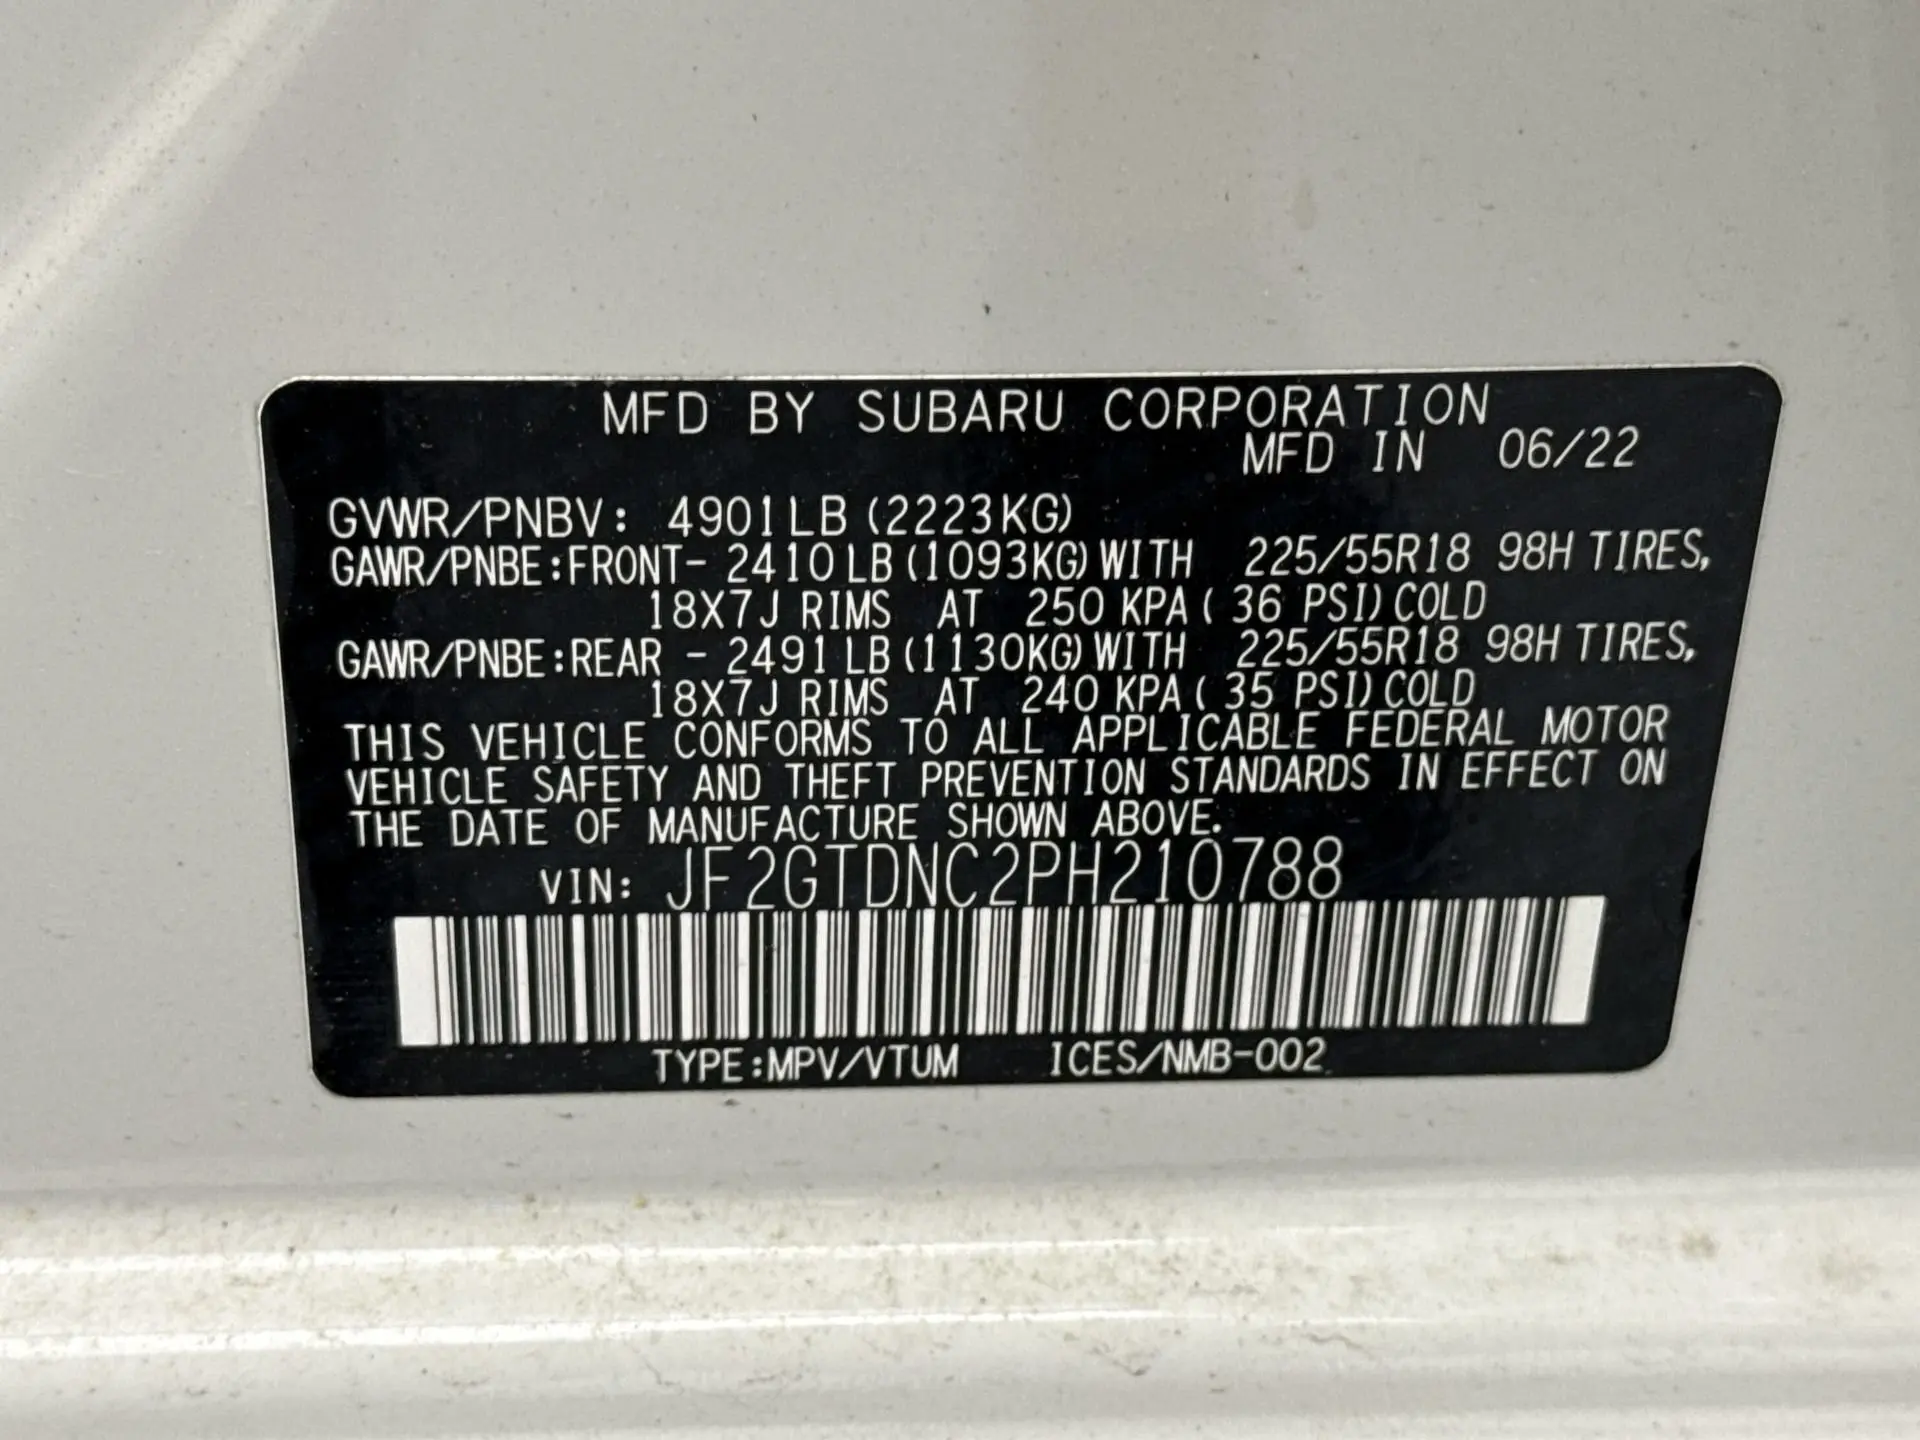 MFD BY SUBARU CORPORATION
MFD IN 06/22
GVWR/PNBV: 4901LB (2223KG)
GAWR/PNBE:FRONT- 2410LB (1093KG) WITH 225/55R18 98H TIRES,
18X7J RIMS AT 250 KPA ( 36 PSI) COLD
GAWR/PNBE:REAR - 2491LB (1130KG) WITH 225/55R18 98H TIRES,
18X7J RIMS AT 240 KPA ( 35 PSI) COLD
THIS VEHICLE CONFORMS TO ALL APPLICABLE FEDERAL MOTOR
VEHICLE SAFETY AND THEFT PREVENTION STANDARDS IN EFFECT ON
THE DATE OF MANUFACTURE SHOWN ABOVE.
VIN: JF2GTDNC2PH210788
TYPE:MPV/VTUM ICES/NMB-002